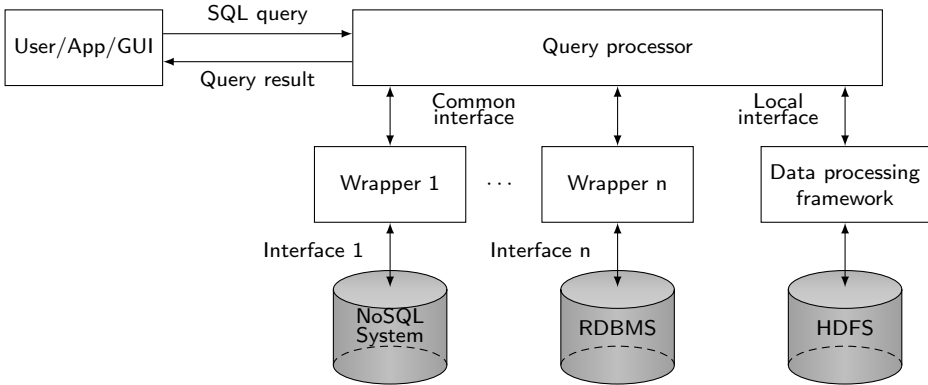 SQL query
User/App/GUI
Query processor
Query result
Common
interface
Local
interface
Wrapper 1
. . .
Wrapper n
Data processing
framework
Interface 1
Interface n
NoSQL
System
RDBMS
HDFS